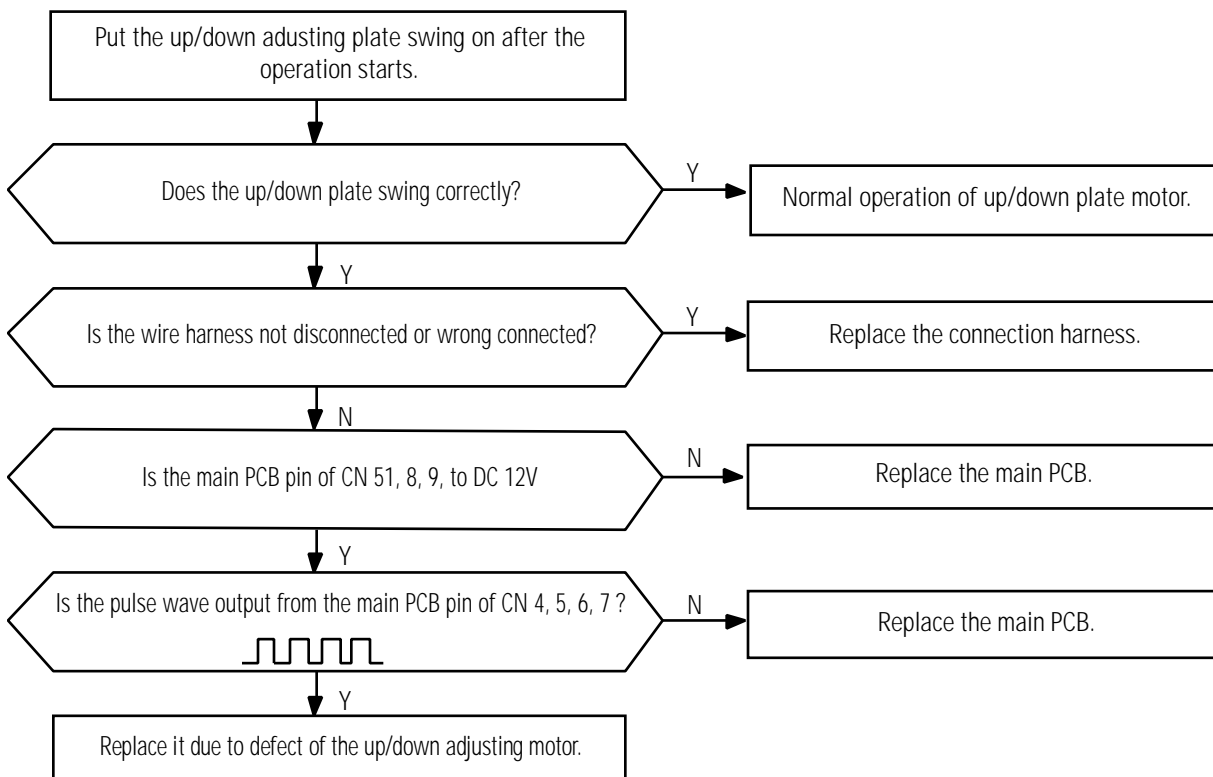 Put the up/down adusting plate swing on after the
operation starts.
Does the up/down plate swing correctly?
Y
Normal operation of up/down plate motor.
Y
Is the wire harness not disconnected or wrong connected?
Y
Replace the connection harness.
N
Is the main PCB pin of CN 51, 8, 9, to DC 12V
N
Replace the main PCB.
Y
Is the pulse wave output from the main PCB pin of CN 4, 5, 6, 7 ?
N
Replace the main PCB.
Y
Replace it due to defect of the up/down adjusting motor.